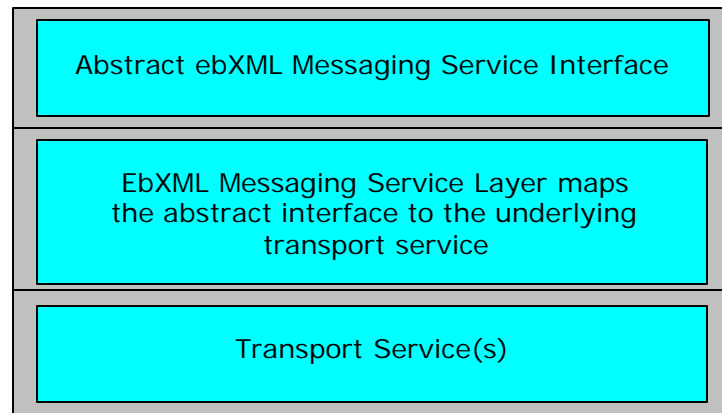 Abstract ebXML Messaging Service Interface
EbXML Messaging Service Layer maps
the abstract interface to the underlying
transport service
Transport Service(s)